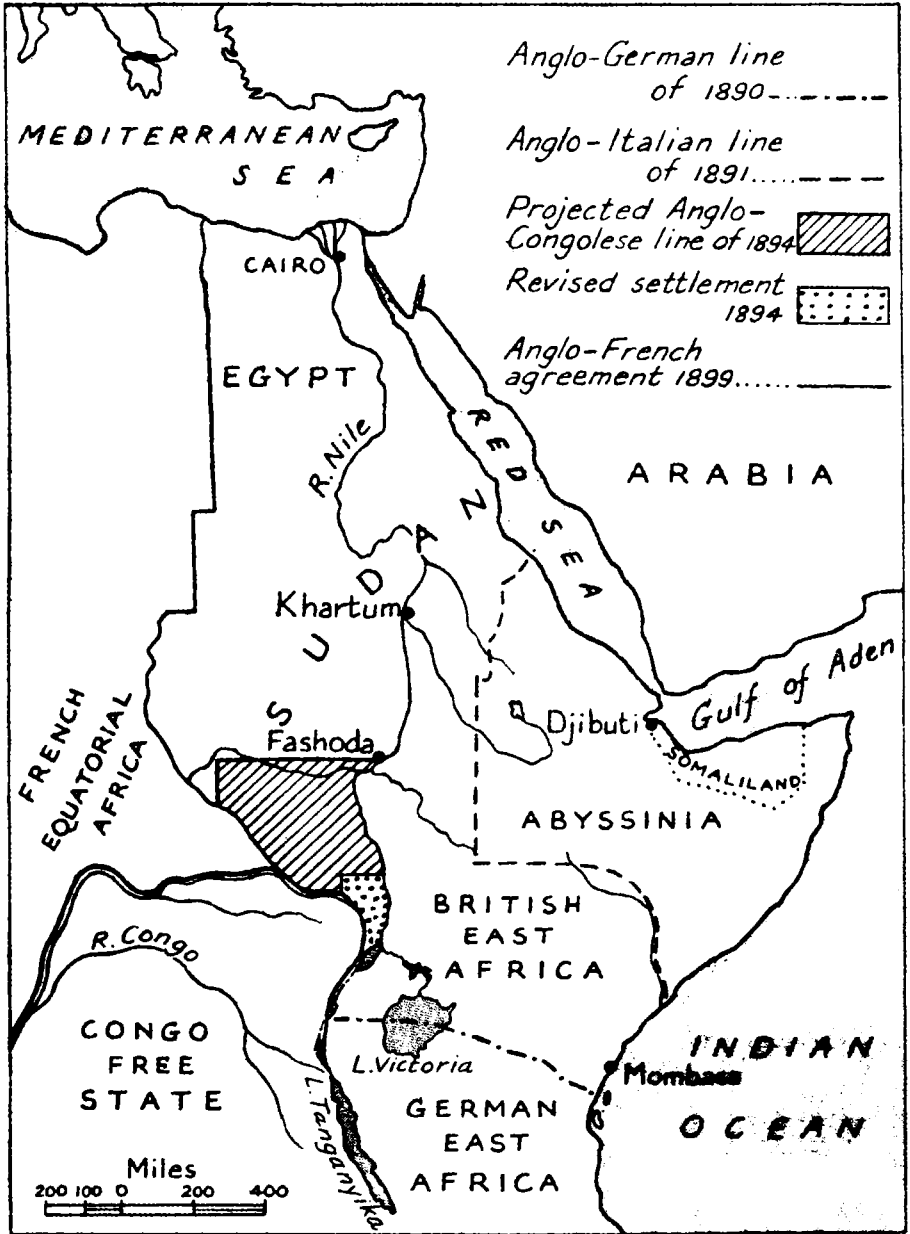 Anglo-German line
of 1890
Anglo-Italian line
of 1891
Projected Anglo-
Congolese line of 1894
Revised settlement
1894
Anglo-French
agreement 1899
MEDITERRANEAN
SEA
CAIRO
EGYPT
R. Nile
RED SEA
ARABIA
SUDAN
Khartum
Gulf of Aden
Djibuti
SOMALILAND
Fashoda
FRENCH
EQUATORIAL
AFRICA
ABYSSINIA
BRITISH
EAST
AFRICA
R. Congo
CONGO
FREE
STATE
L. Victoria
INDIAN
OCEAN
Mombasa
L. Tanganyika
GERMAN
EAST
AFRICA
Miles
200 100 0 200 400